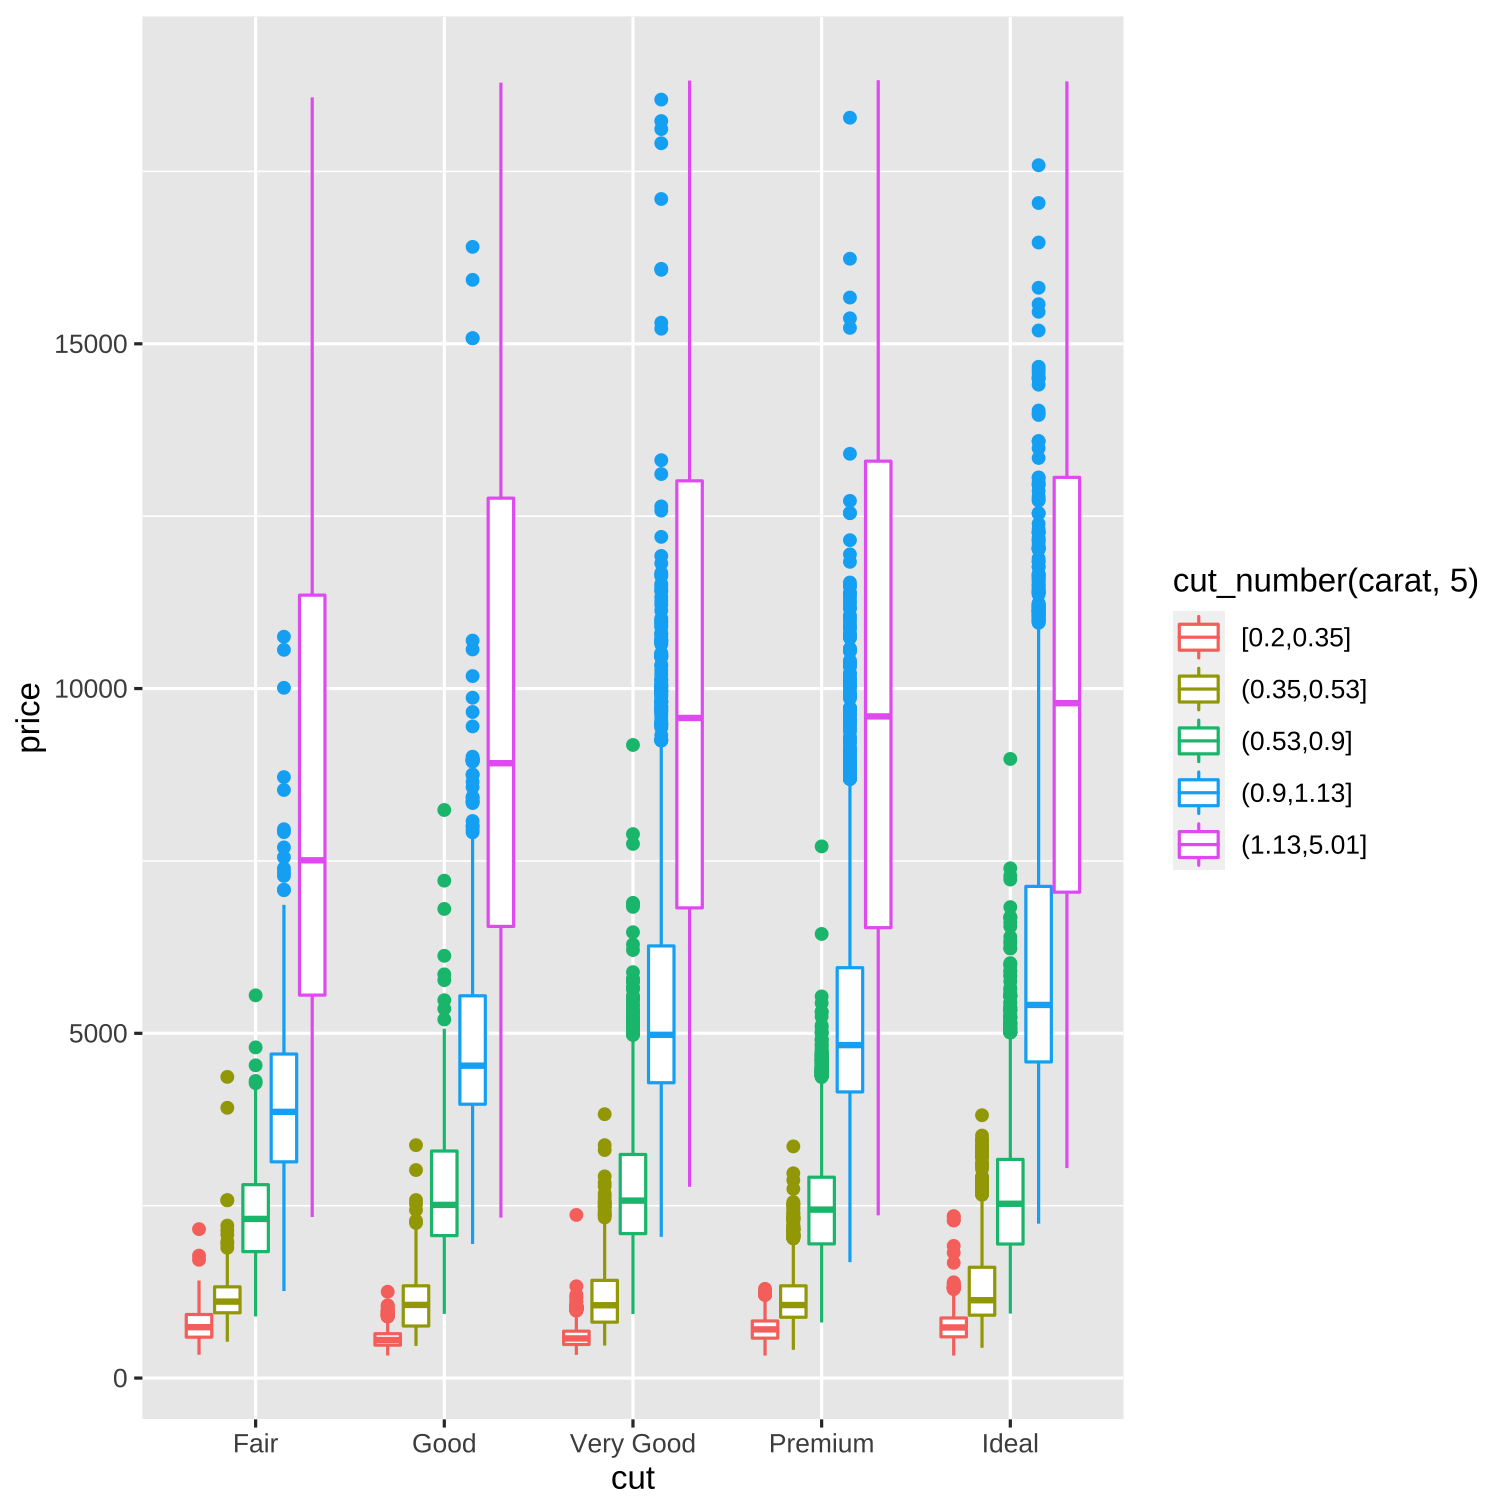 15000
10000
5000
0
price
Fair
Good
Very Good
Premium
Ideal
cut
cut_number(carat, 5)
[0.2,0.35]
(0.35,0.53]
(0.53,0.9]
(0.9,1.13]
(1.13,5.01]